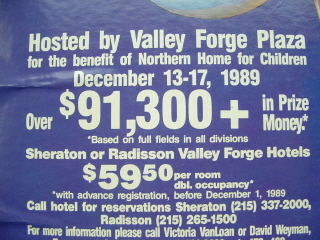 Hosted by Valley Forge Plaza
for the benefit of Northern Home for Children
December 13-17, 1989
Over $91,300+ in Prize Money.*
*Based on full fields in all divisions
Sheraton or Radisson Valley Forge Hotels
$5950 per room dbl. occupancy*
*with advance registration, before December 1, 1989
Call hotel for reservations Sheraton (215) 337-2000,
Radisson (215) 265-1500
For more information please call Victoria VanLoan or David Weyman,